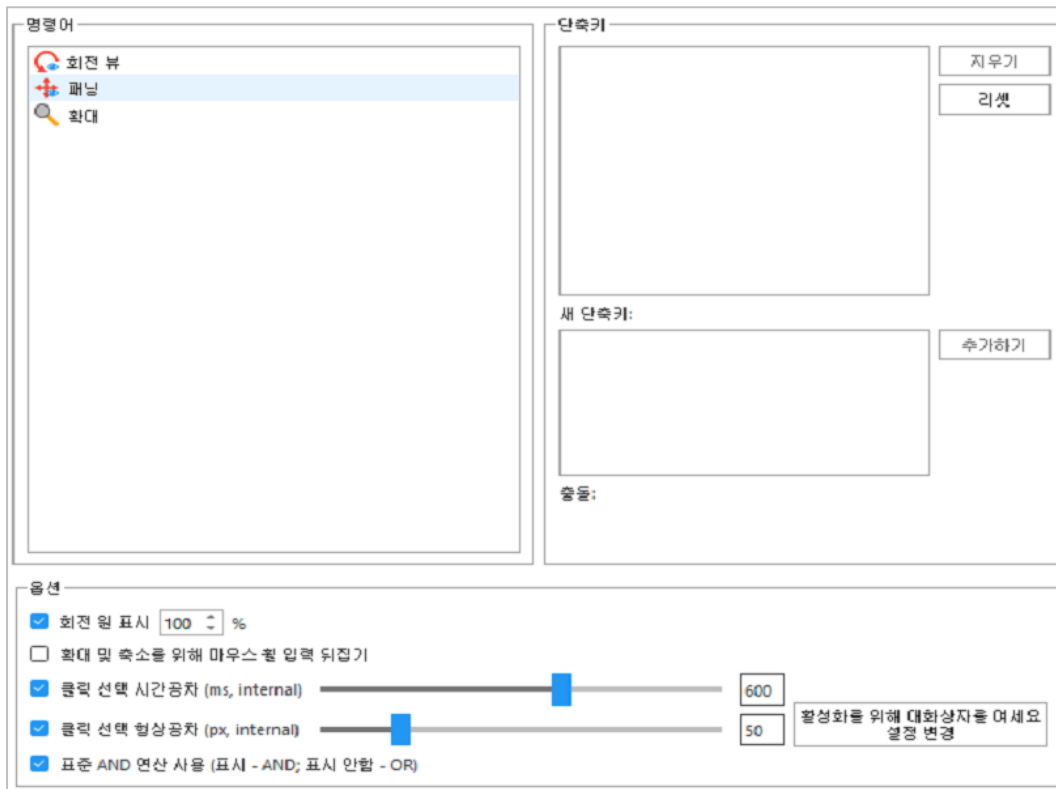 명령어
회전 뷰
패닝
확대
단축키
지우기
리셋
새 단축키:
추가하기
충돌:
옵션
회전 원 표시 100 %
확대 및 축소를 위해 마우스 휠 입력 뒤집기
클릭 선택 시간공차 (ms, internal) 600
클릭 선택 형상공차 (px, internal) 50
활성화를 위해 대화상자를 여세요
설정 변경
표준 AND 연산 사용 (표시 - AND; 표시 안함 - OR)